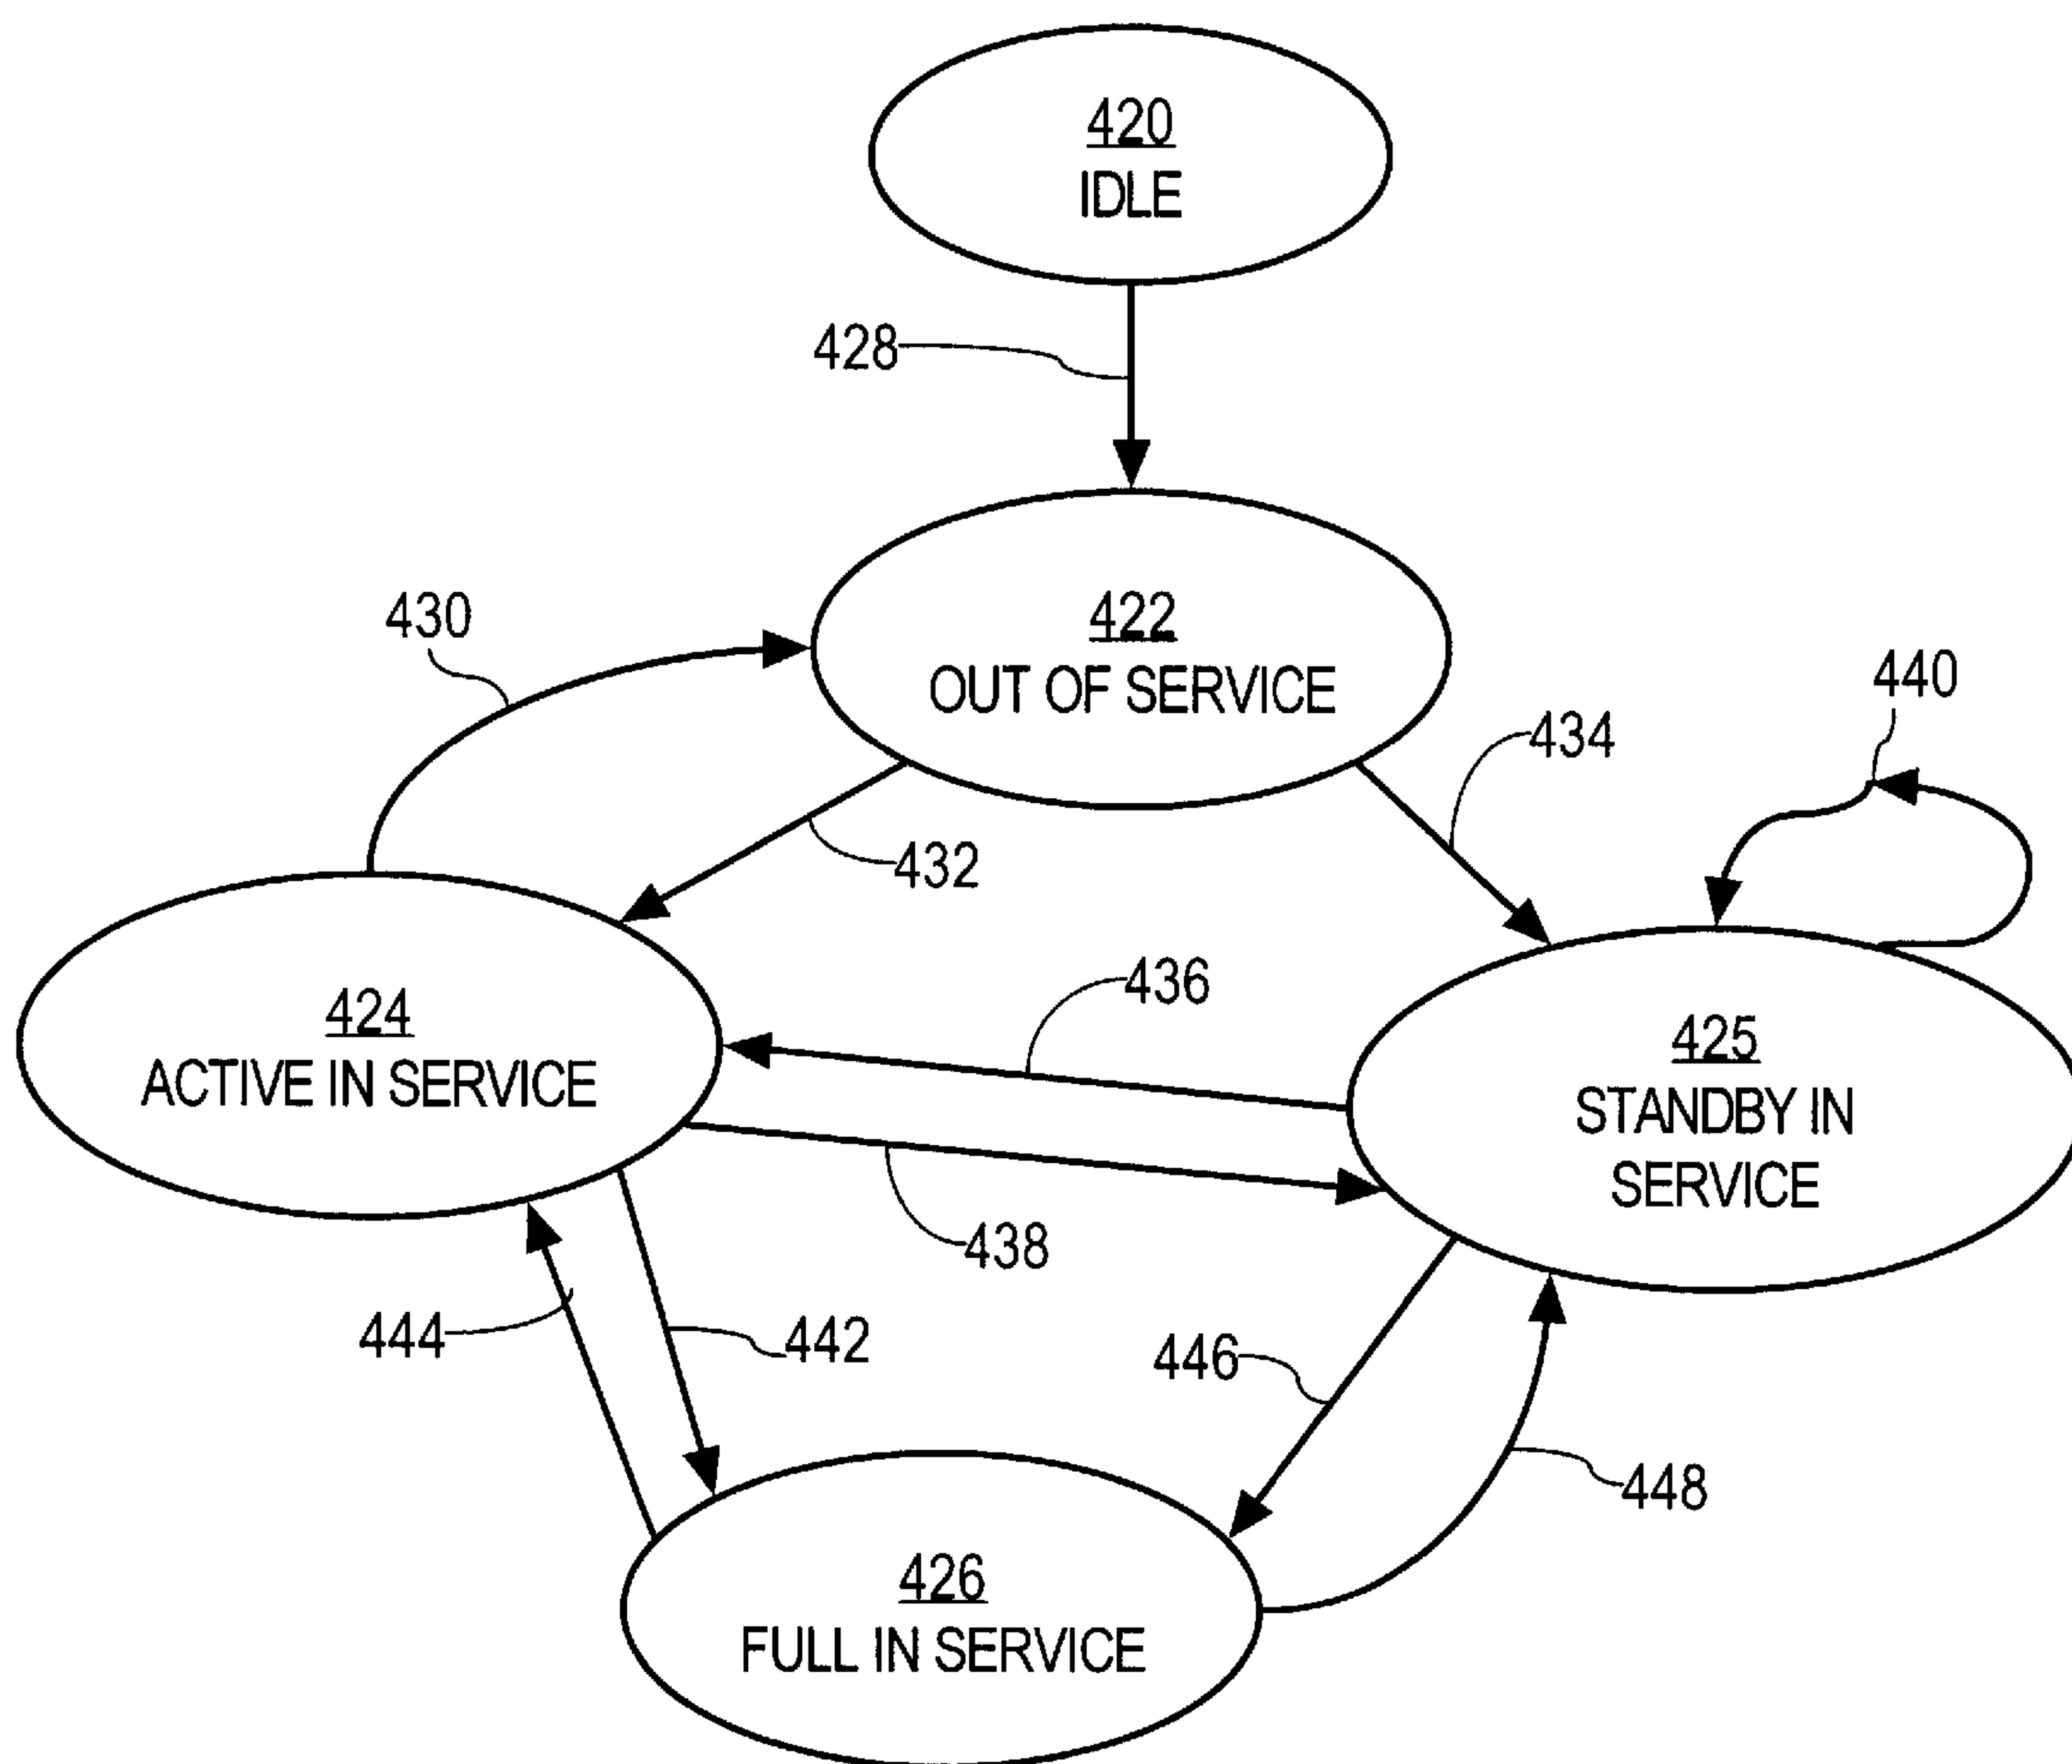 420
IDLE
428
430
422
OUT OF SERVICE
440
434
432
436
424
ACTIVE IN SERVICE
425
STANDBY IN
SERVICE
438
444
442
446
448
426
FULL IN SERVICE